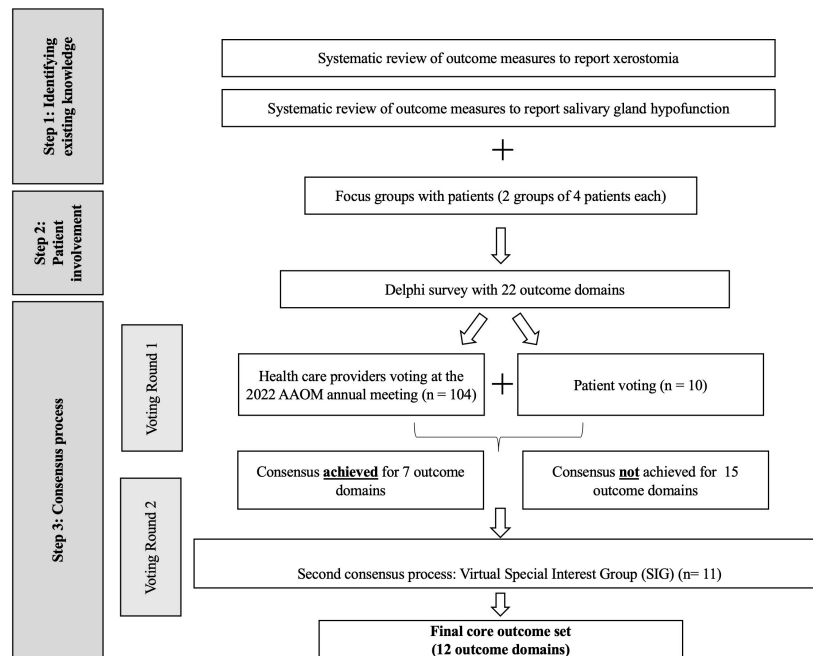 Step 1: Identifying
existing knowledge
Systematic review of outcome measures to report xerostomia
Systematic review of outcome measures to report salivary gland hypofunction
+
Step 2:
Patient
involvement
Focus groups with patients (2 groups of 4 patients each)
Delphi survey with 22 outcome domains
Step 3: Consensus process
Voting Round 1
Health care providers voting at the
2022 AAOM annual meeting (n = 104)
+
Patient voting (n = 10)
Consensus achieved for 7 outcome
domains
Consensus not achieved for 15
outcome domains
Voting Round 2
Second consensus process: Virtual Special Interest Group (SIG) (n= 11)
Final core outcome set
(12 outcome domains)